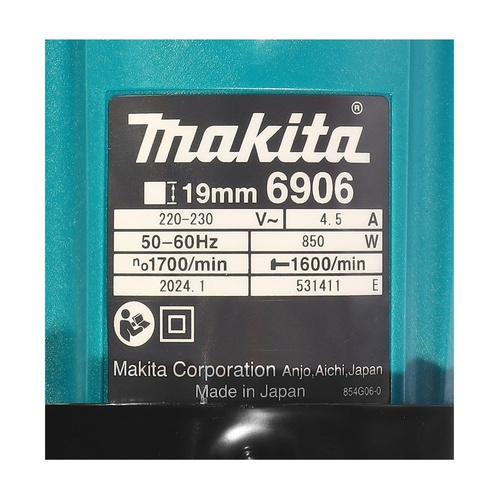 makita®
19mm 6906
220-230 V~ 4.5 A
50-60Hz 850 W
no1700/min 1600/min
2024.1 531411 E
Makita Corporation Anjo,Aichi,Japan
Made in Japan 854G06-0